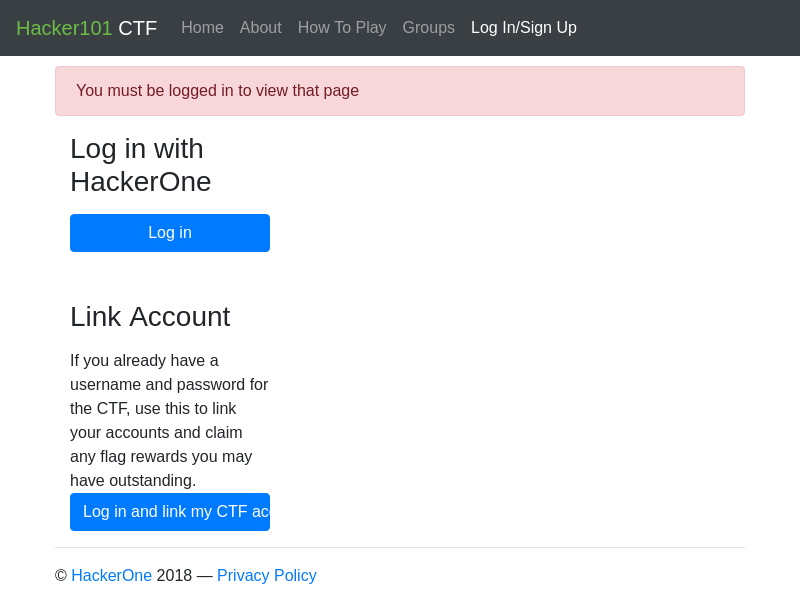 Hacker101 CTF Home About How To Play Groups Log In/Sign Up
You must be logged in to view that page
Log in with
HackerOne
Log in
Link Account
If you already have a
username and password for
the CTF, use this to link
your accounts and claim
any flag rewards you may
have outstanding.
Log in and link my CTF
© HackerOne 2018 — Privacy Policy